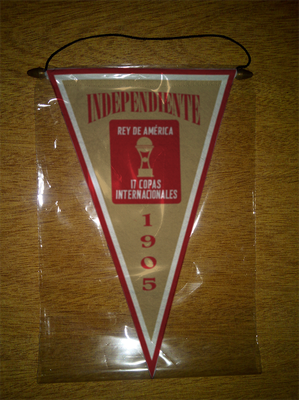 INDEPENDIENTE
REY DE AMÉRICA
17 COPAS
INTERNACIONALES
1905